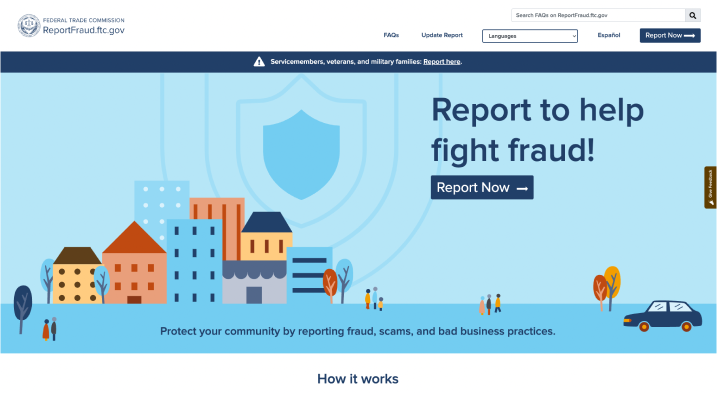 FEDERAL TRADE COMMISSION
ReportFraud.ftc.gov
Search FAQs on ReportFraud.ftc.gov
FAQs
Update Report
Languages
Español
Report Now
Servicemembers, veterans, and military families: Report here.
Report to help
fight fraud!
Report Now
Give Feedback
Protect your community by reporting fraud, scams, and bad business practices.
How it works